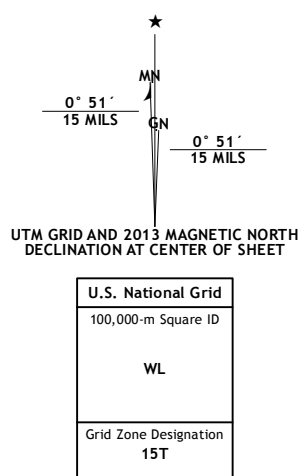 ★
MN
0° 51´
15 MILS
GN
0° 51´
15 MILS
UTM GRID AND 2013 MAGNETIC NORTH
DECLINATION AT CENTER OF SHEET
U.S. National Grid
100,000-m Square ID
WL
Grid Zone Designation
15T